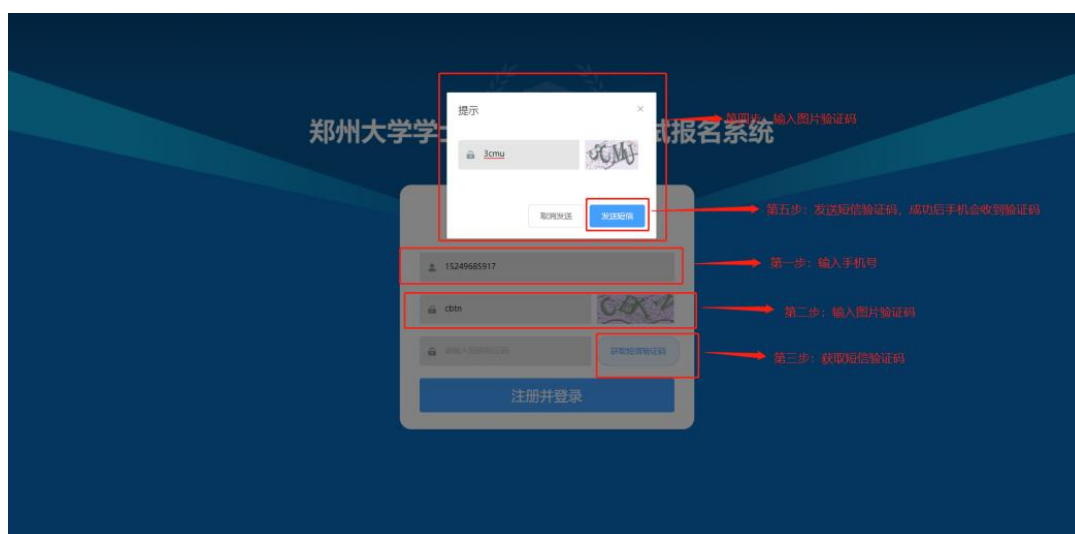 提示
×
第四步：输入图片验证码
郑州大学学士
试报名系统
3cmu
取消发送
发送短信
第五步：发送短信验证码，成功后手机会收到验证码
15249685917
第一步：输入手机号
cbtn
第二步：输入图片验证码
获取短信验证码
第三步：获取短信验证码
注册并登录